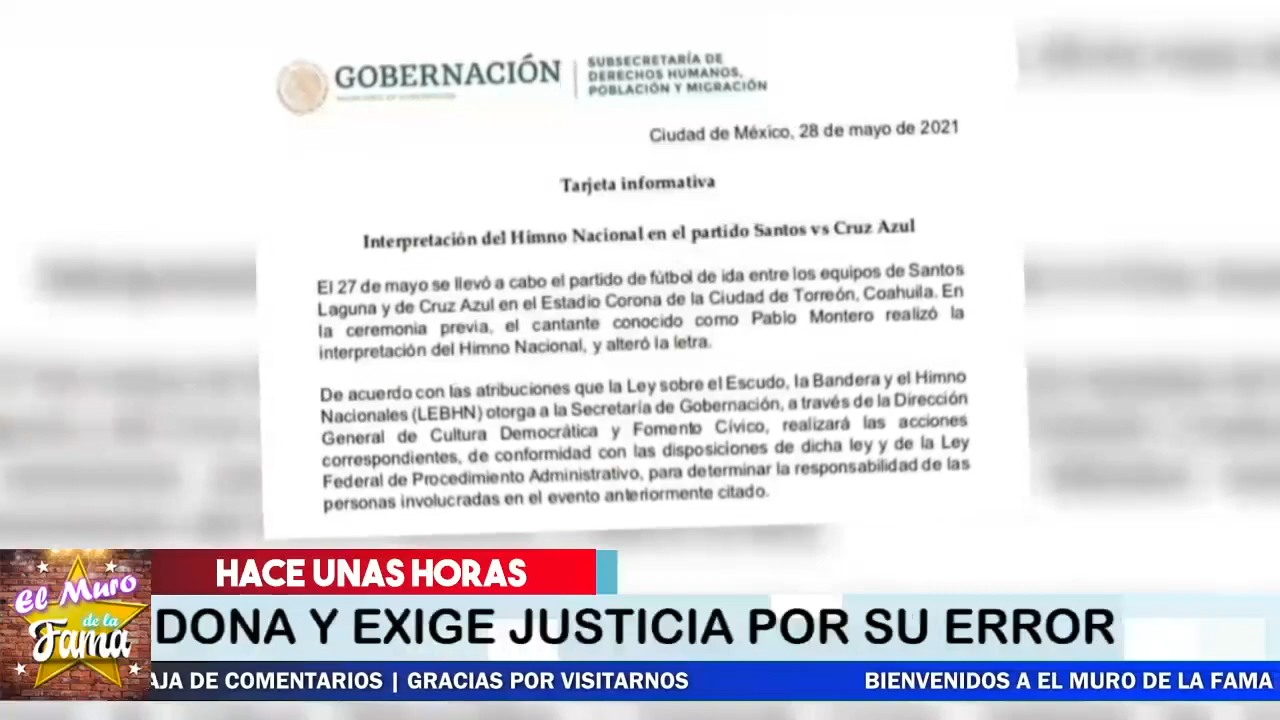 GOBERNACIÓN
SUBSECRETARÍA DE
DERECHOS HUMANOS,
POBLACIÓN Y MIGRACIÓN
Ciudad de México, 28 de mayo de 2021
Tarjeta informativa
Interpretación del Himno Nacional en el partido Santos vs Cruz Azul
El 27 de mayo se llevó a cabo el partido de fútbol de ida entre los equipos de Santos
Laguna y de Cruz Azul en el Estadio Corona de la Ciudad de Torreón, Coahuila. En
la ceremonia previa, el cantante conocido como Pablo Montero realizó la
interpretación del Himno Nacional, y alteró la letra.
De acuerdo con las atribuciones que la Ley sobre el Escudo, la Bandera y el Himno
Nacionales (LEBHN) otorga a la Secretaría de Gobernación, a través de la Dirección
General de Cultura Democrática y Fomento Cívico, realizará las acciones
correspondientes, de conformidad con las disposiciones de dicha ley y de la Ley
Federal de Procedimiento Administrativo, para determinar la responsabilidad de las
personas involucradas en el evento anteriormente citado.
HACE UNAS HORAS
DONA Y EXIGE JUSTICIA POR SU ERROR
El Muro
de la
Fama
AJA DE COMENTARIOS | GRACIAS POR VISITARNOS
BIENVENIDOS A EL MURO DE LA FAMA